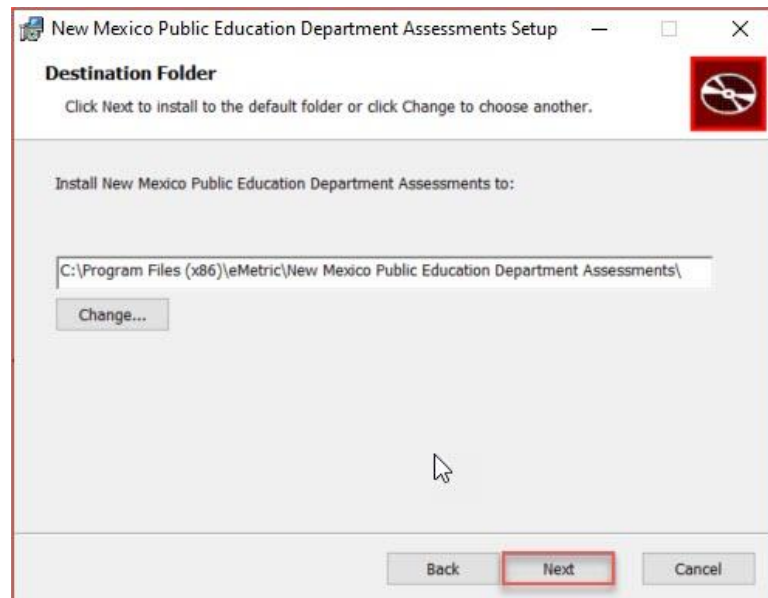 New Mexico Public Education Department Assessments Setup
Destination Folder
Click Next to install to the default folder or click Change to choose another.
Install New Mexico Public Education Department Assessments to:
C:\Program Files (x86)\eMetric\New Mexico Public Education Department Assessments\
Change...
Back Next Cancel